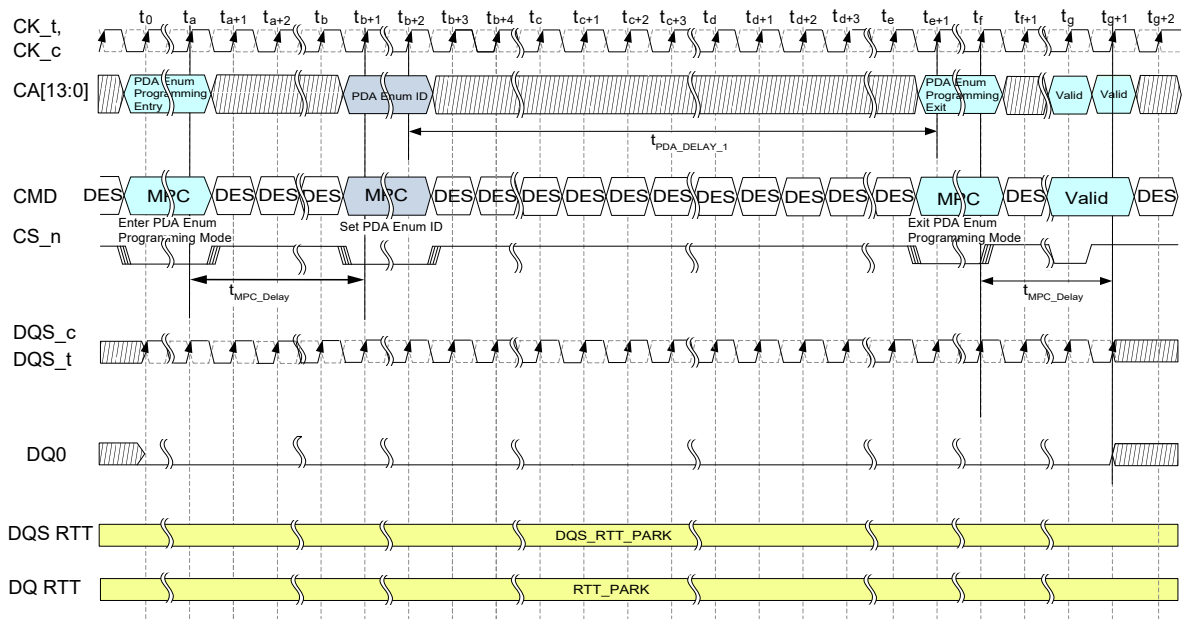 t0 ta ta+1 ta+2 tb tb+1 tb+2 tb+3 tb+4 tc tc+1 tc+2 tc+3 td td+1 td+2 td+3 te te+1 tf tf+1 tg tg+1 tg+2
CK_t,
CK_c
CA[13:0]
PDA Enum
Programming
Entry
PDA Enum ID
PDA Enum
Programming
Exit
Valid
Valid
tPDA_DELAY_1
CMD
DES MPC DES DES DES MPC DES DES DES DES DES DES DES DES DES DES DES MPC DES Valid DES
Enter PDA Enum
Programming Mode
Set PDA Enum ID
Exit PDA Enum
Programming Mode
CS_n
tMPC_Delay
tMPC_Delay
DQS_c
DQS_t
DQ0
DQS RTT
DQS_RTT_PARK
DQ RTT
RTT_PARK